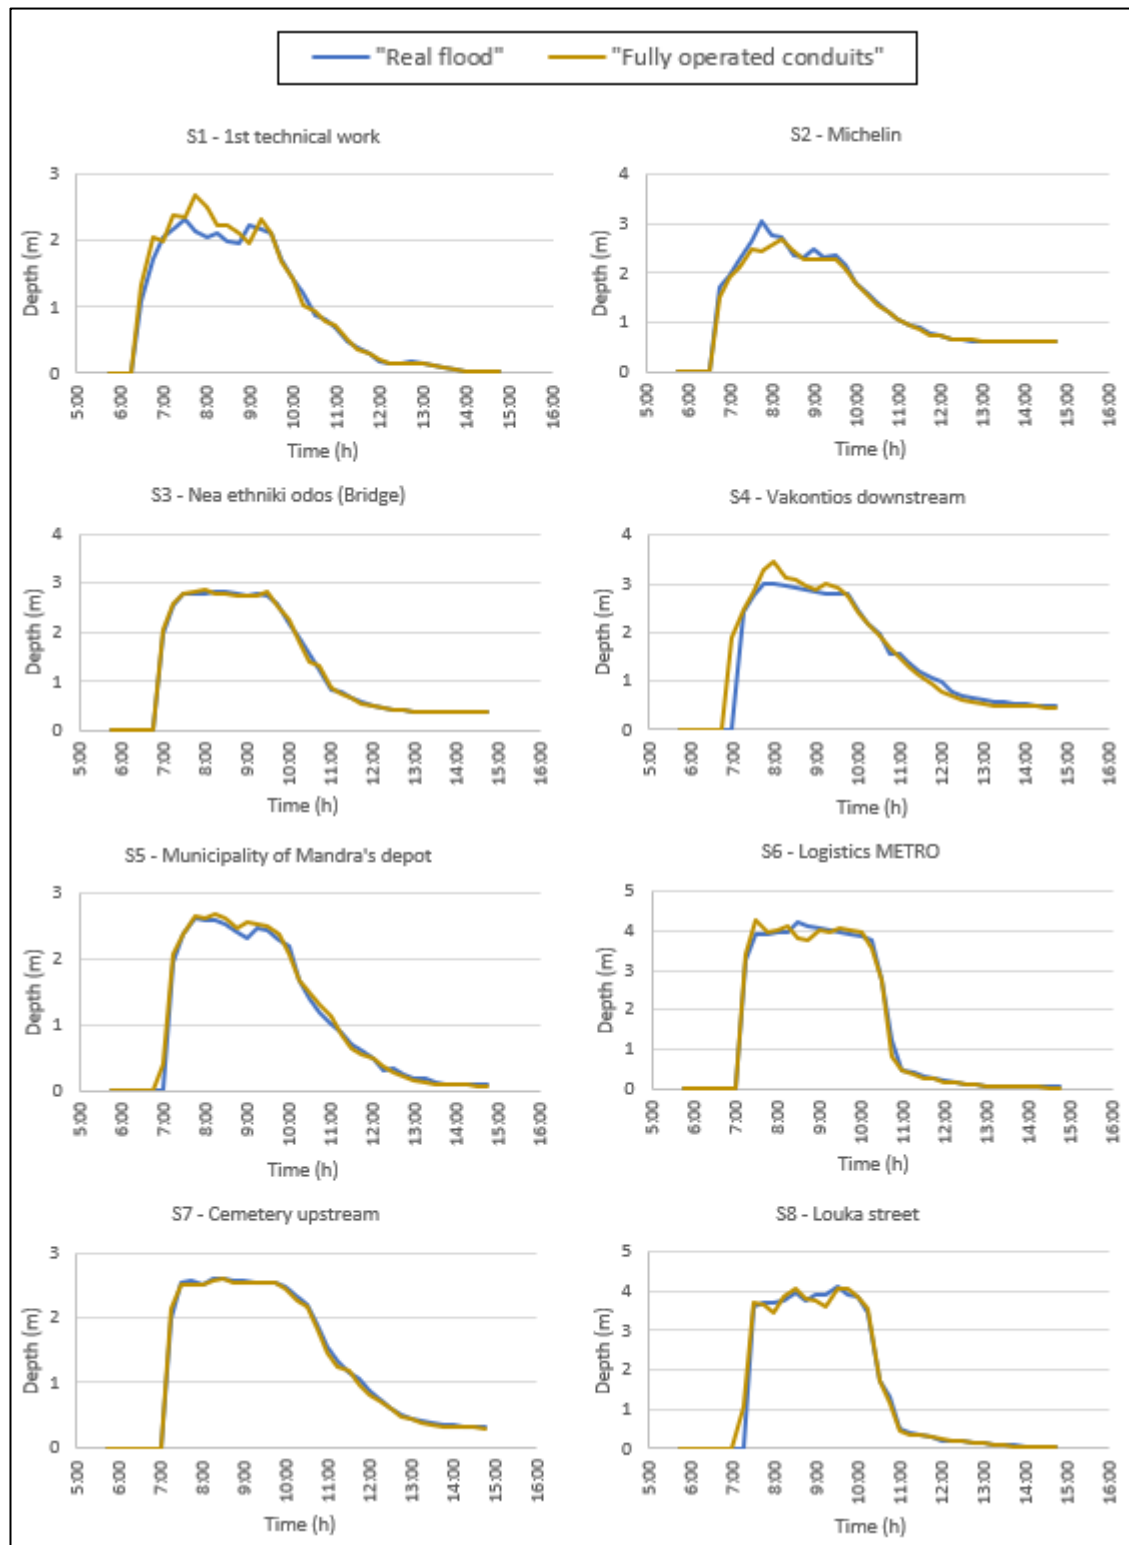 "Real flood" "Fully operated conduits"
S1 - 1st technical work
3
2
1
0
Depth (m)
5:00 6:00 7:00 8:00 9:00 10:00 11:00 12:00 13:00 14:00 15:00 16:00
Time (h)
S2 - Michelin
4
3
2
1
0
Depth (m)
5:00 6:00 7:00 8:00 9:00 10:00 11:00 12:00 13:00 14:00 15:00 16:00
Time (h)
S3 - Nea ethniki odos (Bridge)
4
3
2
1
0
Depth (m)
5:00 6:00 7:00 8:00 9:00 10:00 11:00 12:00 13:00 14:00 15:00 16:00
Time (h)
S4 - Vakontios downstream
4
3
2
1
0
Depth (m)
5:00 6:00 7:00 8:00 9:00 10:00 11:00 12:00 13:00 14:00 15:00 16:00
Time (h)
S5 - Municipality of Mandra's depot
3
2
1
0
Depth (m)
5:00 6:00 7:00 8:00 9:00 10:00 11:00 12:00 13:00 14:00 15:00 16:00
Time (h)
S6 - Logistics METRO
5
4
3
2
1
0
Depth (m)
5:00 6:00 7:00 8:00 9:00 10:00 11:00 12:00 13:00 14:00 15:00 16:00
Time (h)
S7 - Cemetery upstream
3
2
1
0
Depth (m)
5:00 6:00 7:00 8:00 9:00 10:00 11:00 12:00 13:00 14:00 15:00 16:00
Time (h)
S8 - Louka street
5
4
3
2
1
0
Depth (m)
5:00 6:00 7:00 8:00 9:00 10:00 11:00 12:00 13:00 14:00 15:00 16:00
Time (h)